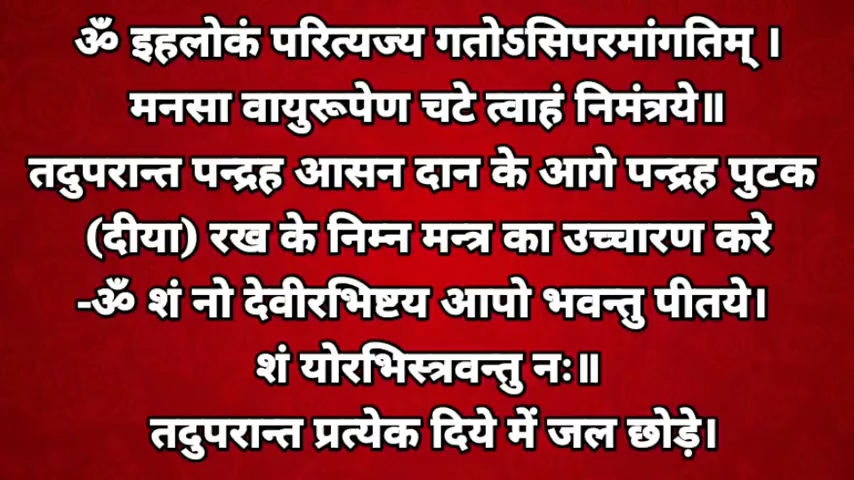 ॐ इहलोकं परित्यज्य गतोऽसिपरमांगतिम् ।
मनसा वायुरूपेण चटे त्वाहं निमंत्रये॥
तदुपरान्त पन्द्रह आसन दान के आगे पन्द्रह पुटक
(दीया) रख के निम्न मन्त्र का उच्चारण करे
-ॐ शं नो देवीरभिष्टय आपो भवन्तु पीतये।
शं योरभिस्त्रवन्तु नः॥
तदुपरान्त प्रत्येक दिये में जल छोड़े।